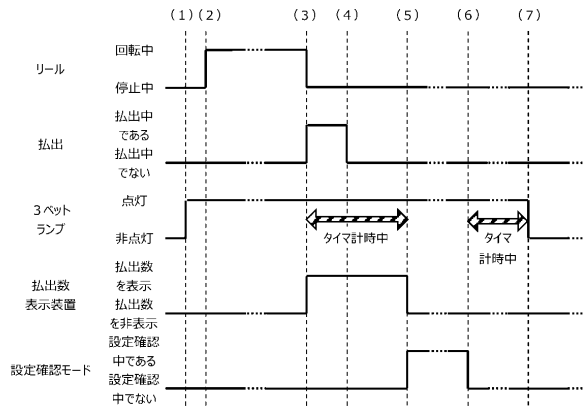 (1) (2) (3) (4) (5) (6) (7)
リール
回転中
停止中
払出
払出中
である
払出中
でない
3ベット
ランプ
点灯
非点灯
タイマ計時中
タイマ
計時中
払出数
表示装置
払出数
を表示
払出数
を非表示
設定確認モード
設定確認
中である
設定確認
中でない